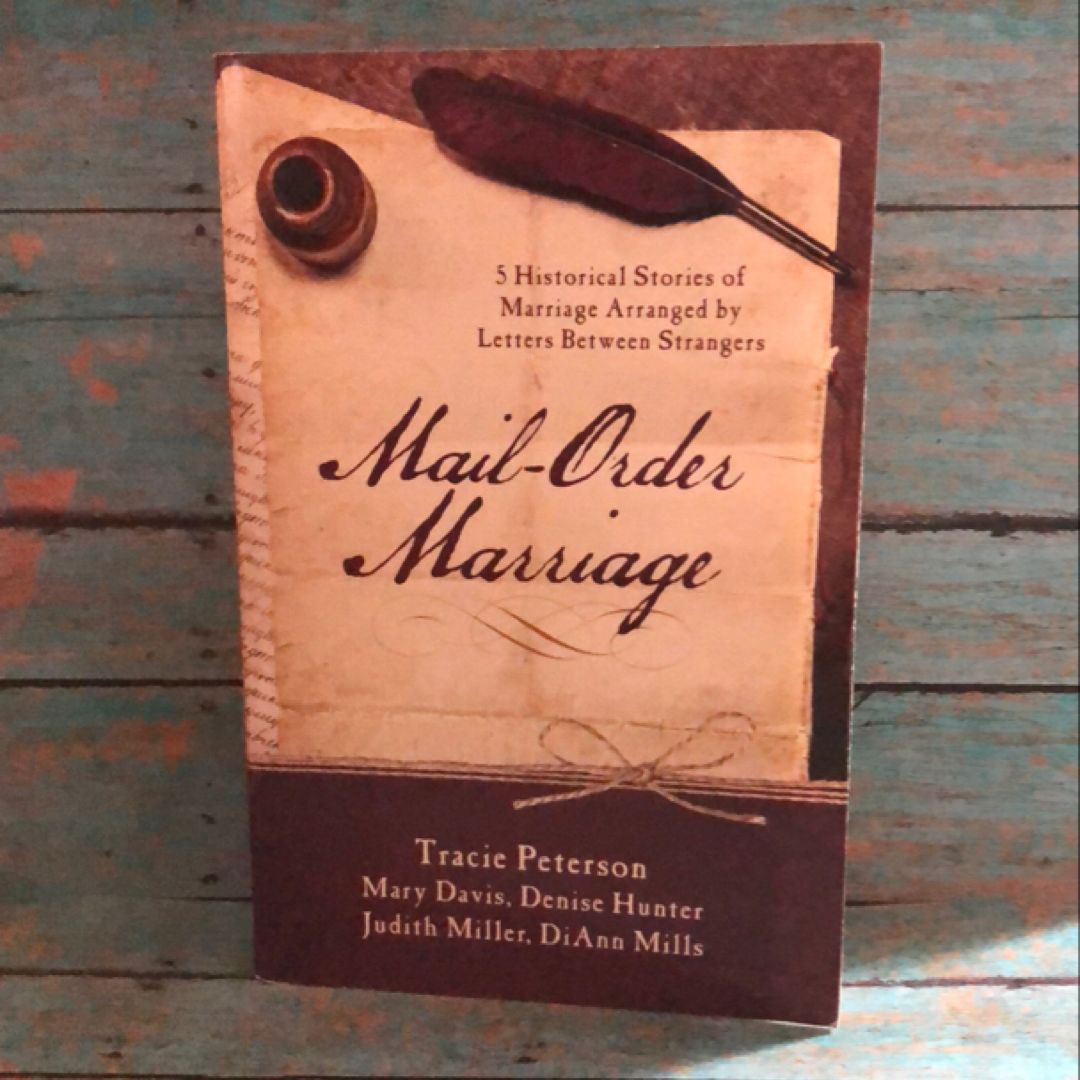 5 Historical Stories of
Marriage Arranged by
Letters Between Strangers
Mail-Order
Marriage
Tracie Peterson
Mary Davis, Denise Hunter
Judith Miller, DiAnn Mills